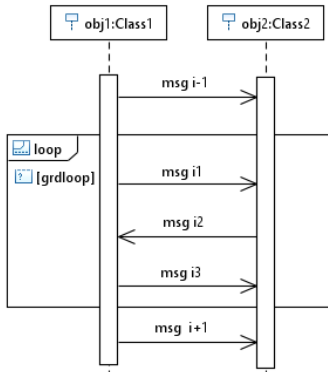 obj1:Class1
obj2:Class2
msg i-1
loop
[grdloop]
msg i1
msg i2
msg i3
msg i+1